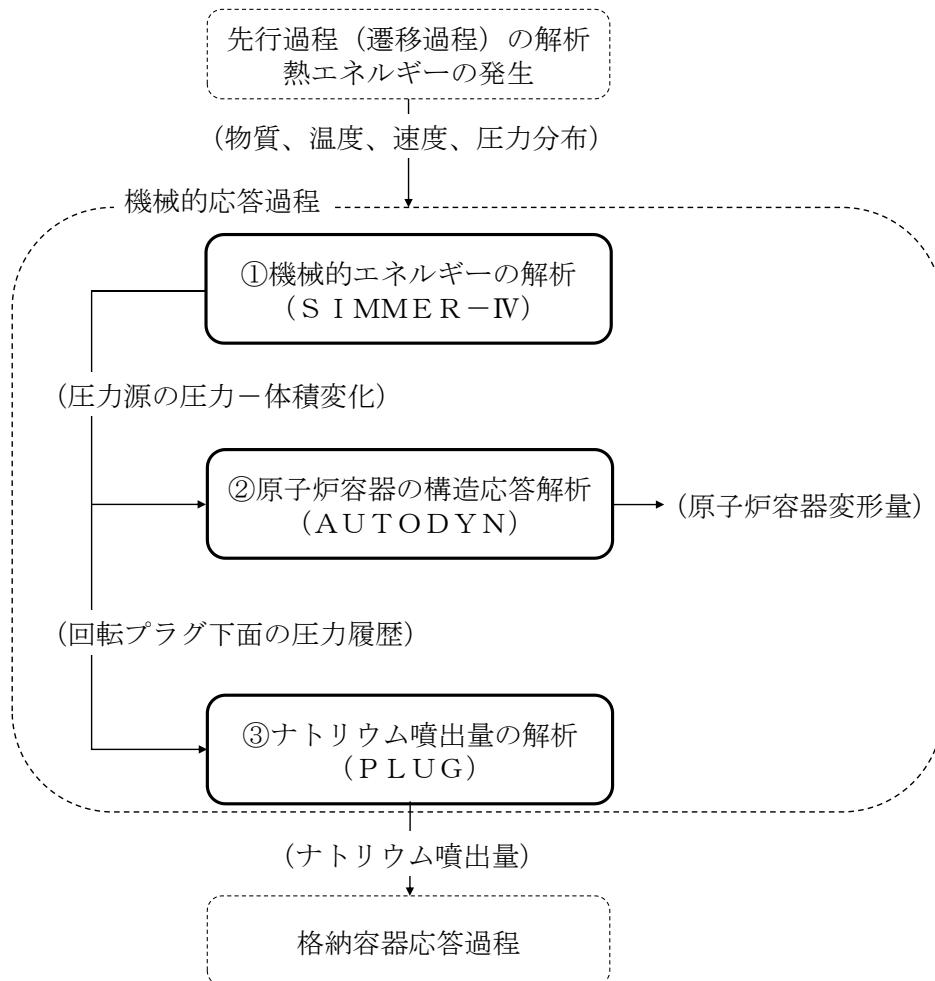 先行過程（遷移過程）の解析
熱エネルギーの発生
（物質、温度、速度、圧力分布）
機械的応答過程
①機械的エネルギーの解析
（ＳＩＭＭＥＲ－Ⅳ）
（圧力源の圧力－体積変化）
②原子炉容器の構造応答解析
（ＡＵＴＯＤＹＮ）
（原子炉容器変形量）
（回転プラグ下面の圧力履歴）
③ナトリウム噴出量の解析
（ＰＬＵＧ）
（ナトリウム噴出量）
格納容器応答過程